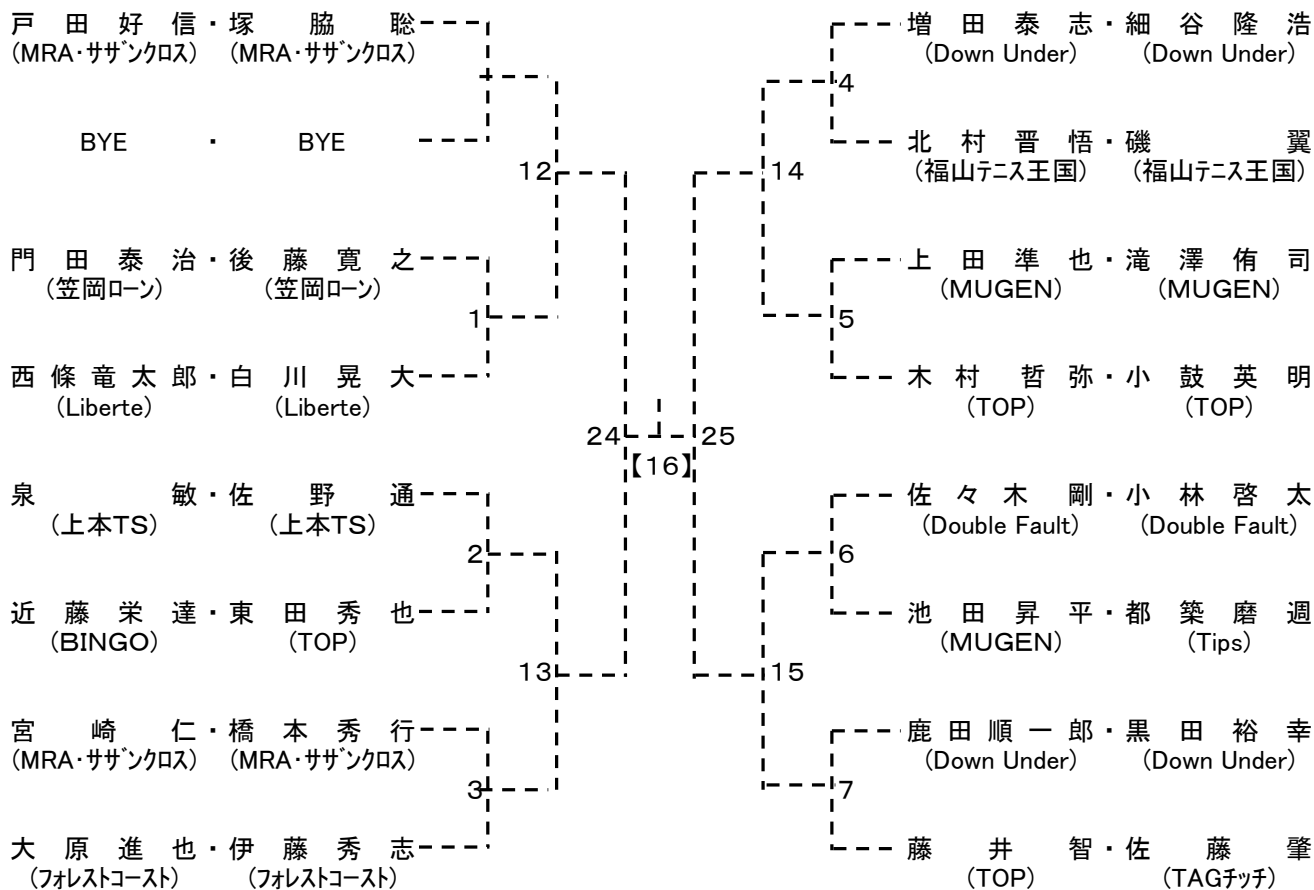 戸田好信・塚脇聡
(MRA・サザンクロス) (MRA・サザンクロス)
BYE ・ BYE
12
門田泰治・後藤寛之
(笠岡ローン) (笠岡ローン)
1
西條竜太郎・白川晃大
(Liberte) (Liberte)
24
泉敏・佐野通
(上本TS) (上本TS)
2
近藤栄達・東田秀也
(BINGO) (TOP)
13
宮崎仁・橋本秀行
(MRA・サザンクロス) (MRA・サザンクロス)
3
大原進也・伊藤秀志
(フォレストコースト) (フォレストコースト)
【16】
増田泰志・細谷隆浩
(Down Under) (Down Under)
4
北村晋悟・磯翼
(福山テニス王国) (福山テニス王国)
14
上田準也・滝澤侑司
(MUGEN) (MUGEN)
5
木村哲弥・小鼓英明
(TOP) (TOP)
25
佐々木剛・小林啓太
(Double Fault) (Double Fault)
6
池田昇平・都築磨週
(MUGEN) (Tips)
15
鹿田順一郎・黒田裕幸
(Down Under) (Down Under)
7
藤井智・佐藤肇
(TOP) (TAGチッチ)